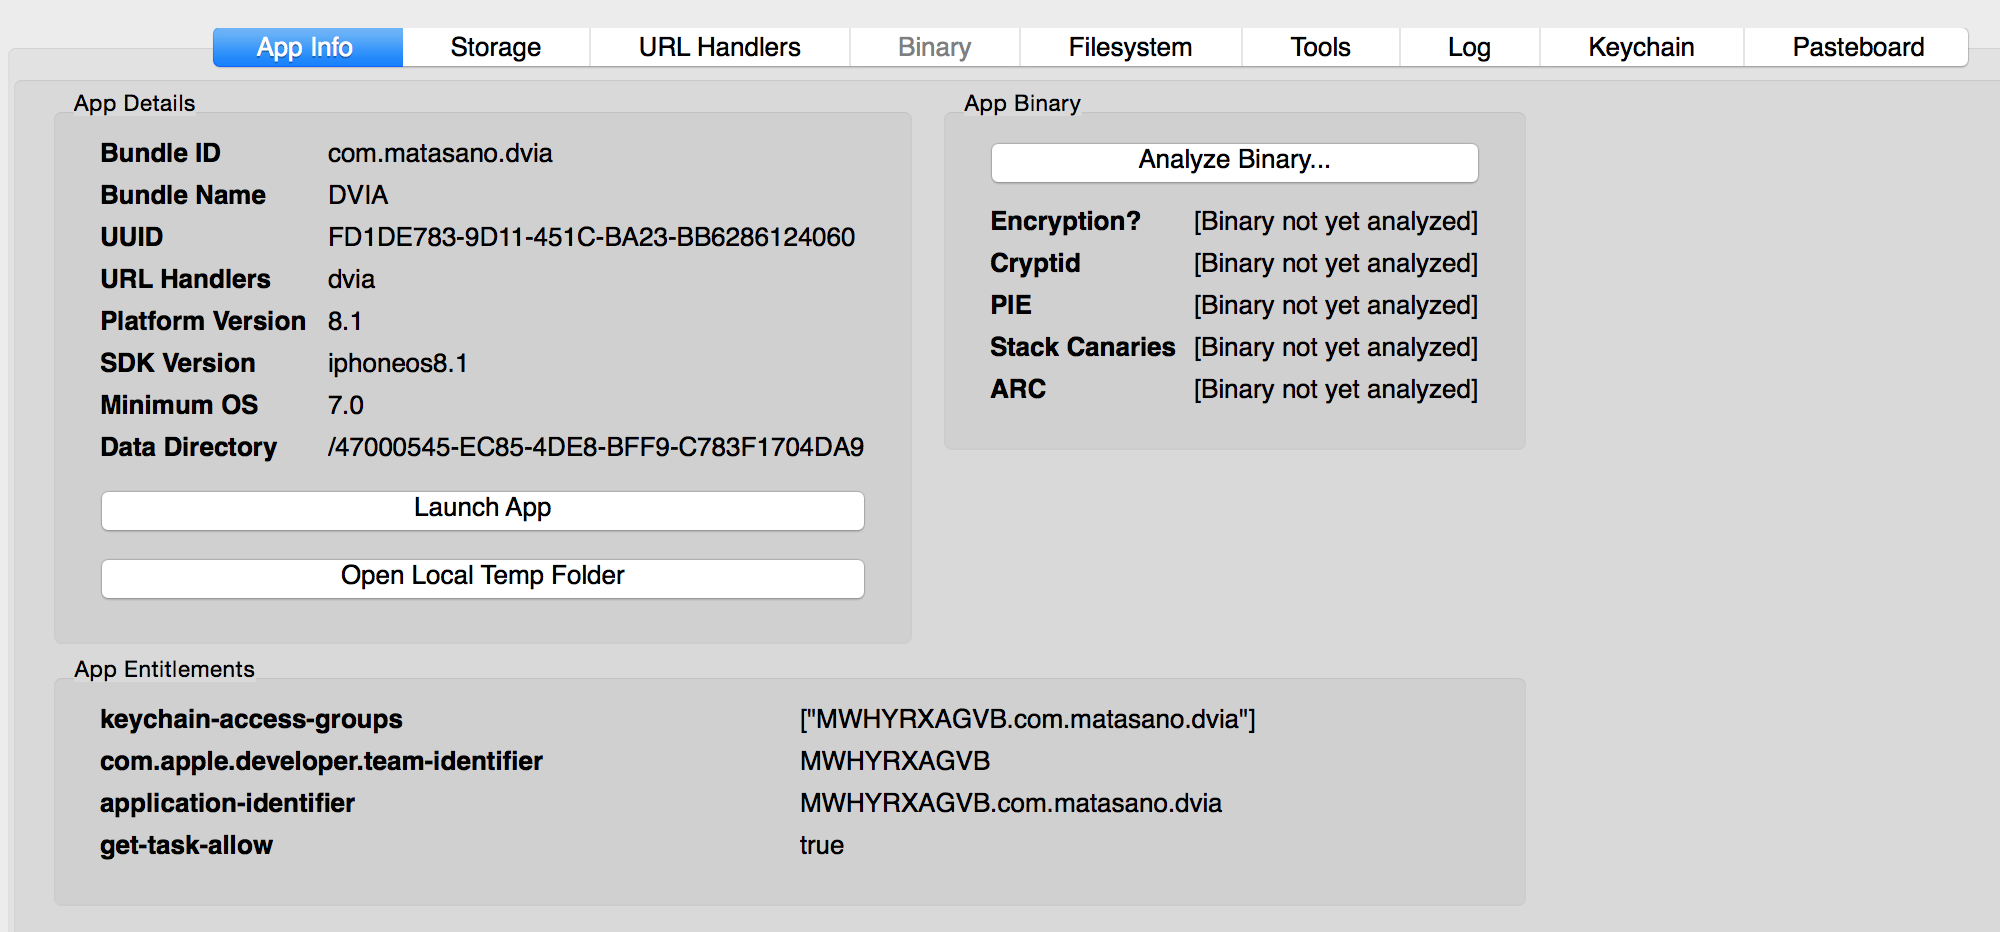 App Info Storage URL Handlers Binary Filesystem Tools Log Keychain Pasteboard
App Details
Bundle ID com.matasano.dvia
Bundle Name DVIA
UUID FD1DE783-9D11-451C-BA23-BB6286124060
URL Handlers dvia
Platform Version 8.1
SDK Version iphoneos8.1
Minimum OS 7.0
Data Directory /47000545-EC85-4DE8-BFF9-C783F1704DA9
Launch App
Open Local Temp Folder
App Binary
Analyze Binary...
Encryption? [Binary not yet analyzed]
Cryptid [Binary not yet analyzed]
PIE [Binary not yet analyzed]
Stack Canaries [Binary not yet analyzed]
ARC [Binary not yet analyzed]
App Entitlements
keychain-access-groups ["MWHYRXAGVB.com.matasano.dvia"]
com.apple.developer.team-identifier MWHYRXAGVB
application-identifier MWHYRXAGVB.com.matasano.dvia
get-task-allow true